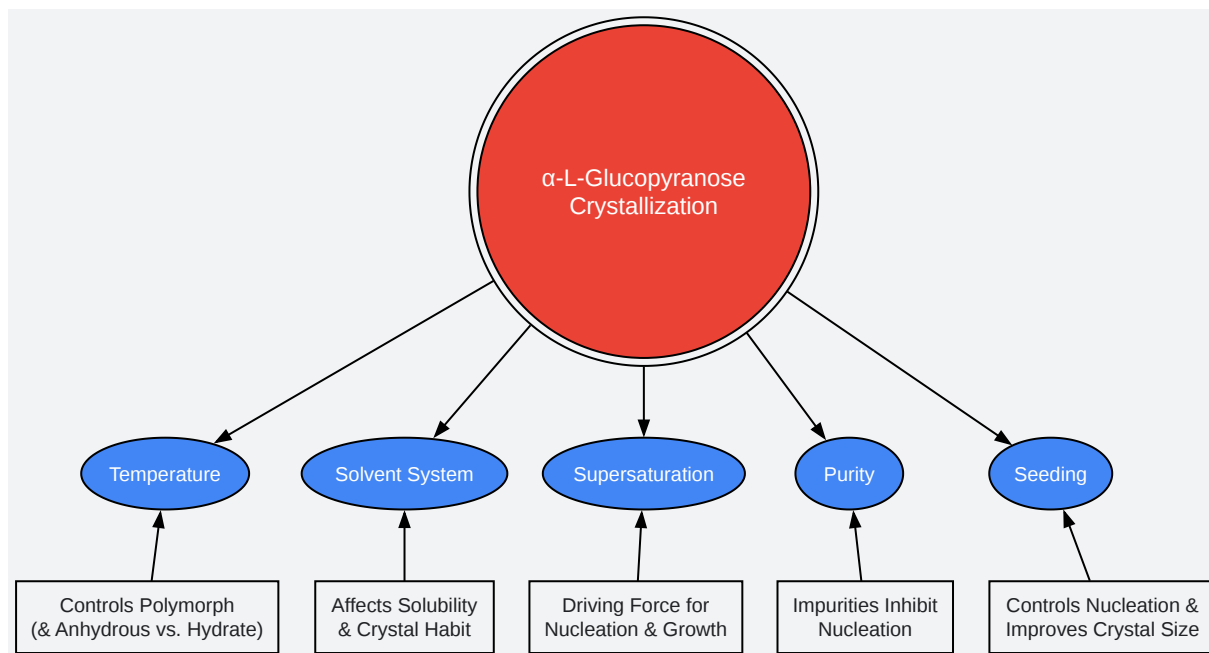 α-L-Glucopyranose
Crystallization
Temperature
Solvent System
Supersaturation
Purity
Seeding
Controls Polymorph
(& Anhydrous vs. Hydrate)
Affects Solubility
& Crystal Habit
Driving Force for
Nucleation & Growth
Impurities Inhibit
Nucleation
Controls Nucleation &
Improves Crystal Size